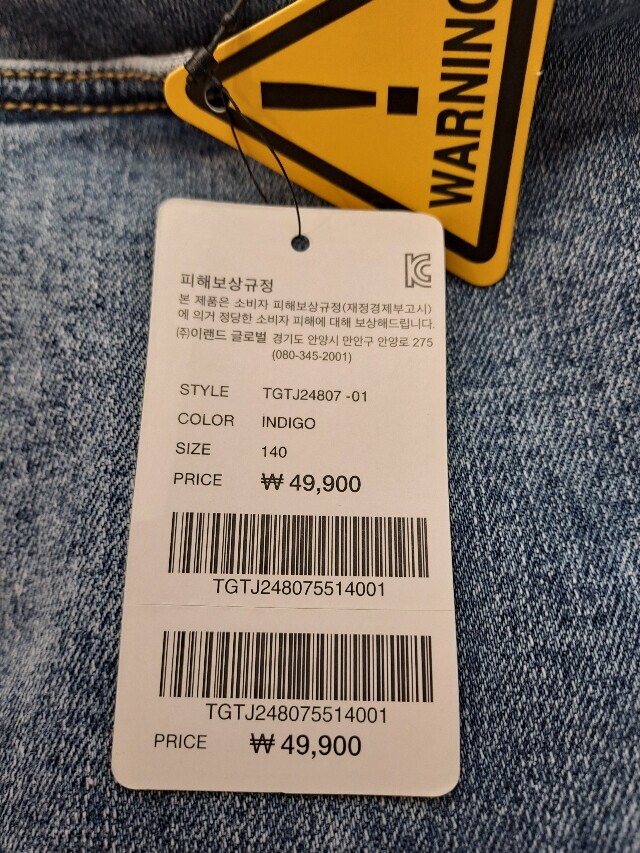 WARNING
KC
피해보상규정
본 제품은 소비자 피해보상규정(재정경제부고시)
에 의거 정당한 소비자 피해에 대해 보상해드립니다.
(주)이랜드 글로벌 경기도 안양시 만안구 안양로 275
(080-345-2001)
STYLE TGTJ24807 -01
COLOR INDIGO
SIZE 140
PRICE ₩ 49,900
TGTJ248075514001
TGTJ248075514001
PRICE ₩ 49,900